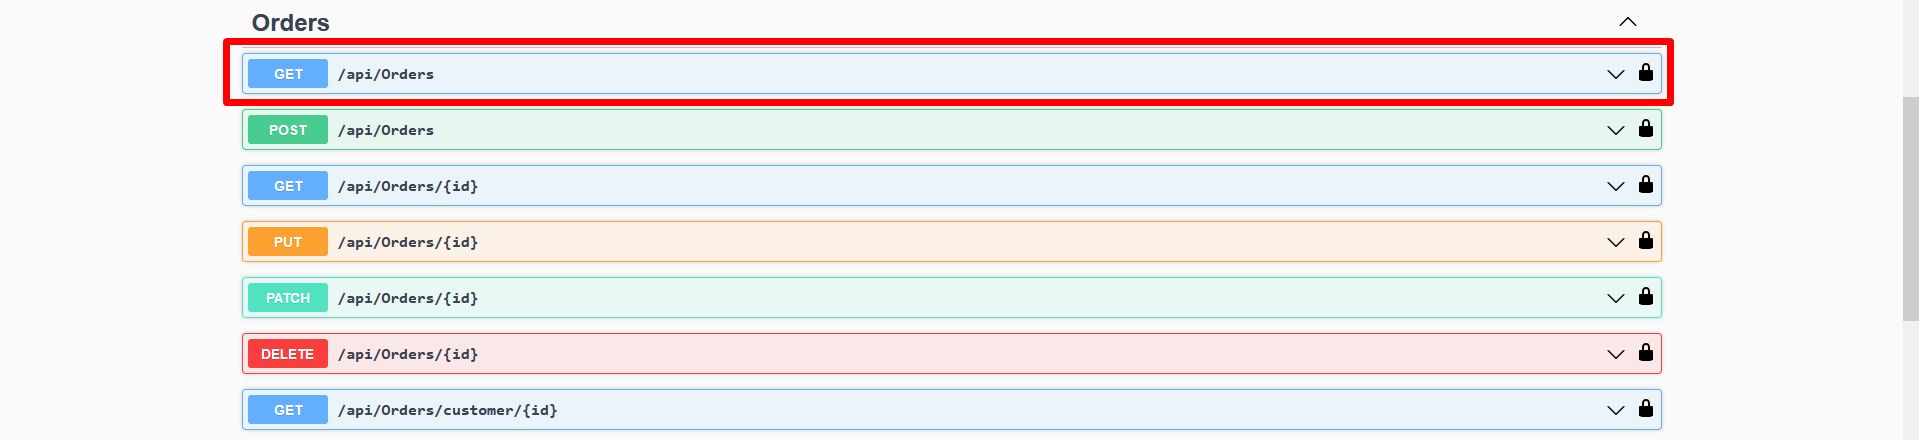 Orders
GET /api/Orders
POST /api/Orders
GET /api/Orders/{id}
PUT /api/Orders/{id}
PATCH /api/Orders/{id}
DELETE /api/Orders/{id}
GET /api/Orders/customer/{id}